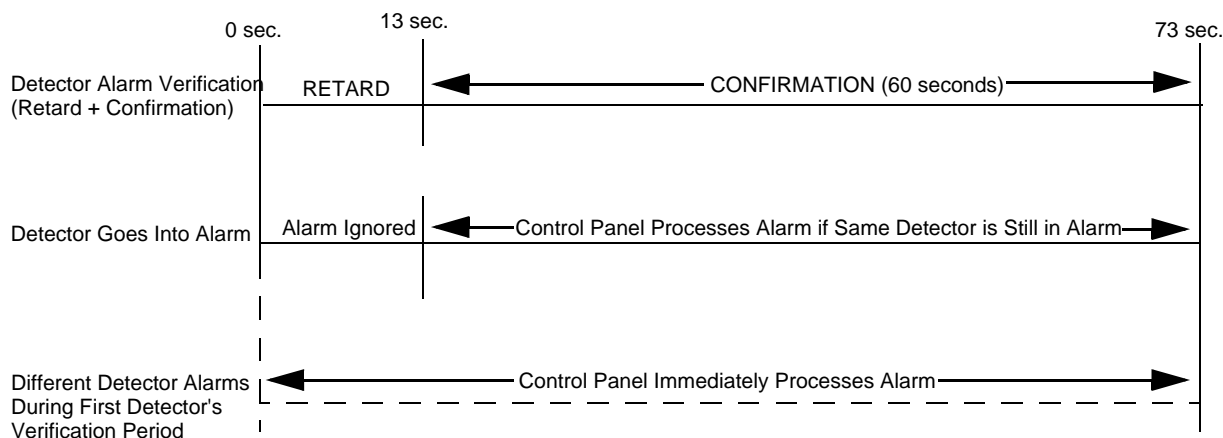 0 sec.
13 sec.
73 sec.
Detector Alarm Verification
(Retard + Confirmation)
RETARD
CONFIRMATION (60 seconds)
Detector Goes Into Alarm
Alarm Ignored
Control Panel Processes Alarm if Same Detector is Still in Alarm
Different Detector Alarms
During First Detector's
Verification Period
Control Panel Immediately Processes Alarm